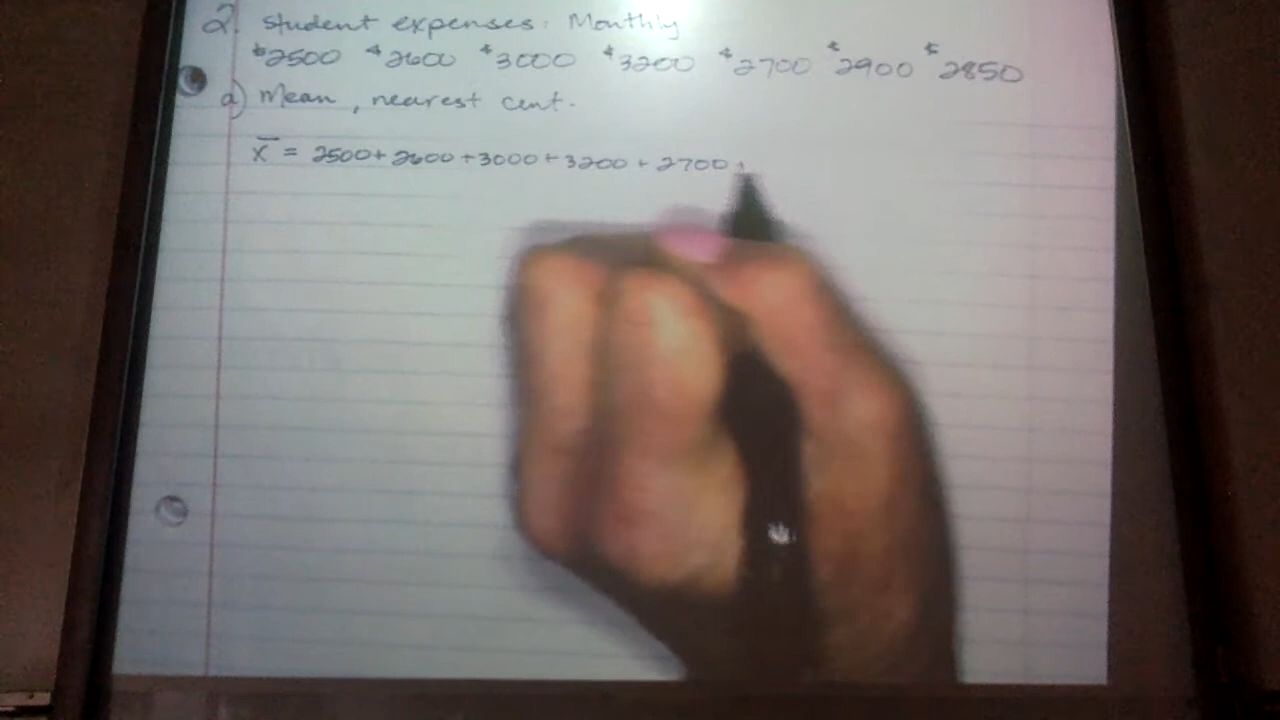 2. Student expenses: Monthly
$2500 $2600 $3000 $3200 $2700 $2900 $2850
a) Mean, nearest cent.
x̄ = 2500+2600+3000+3200+2700+